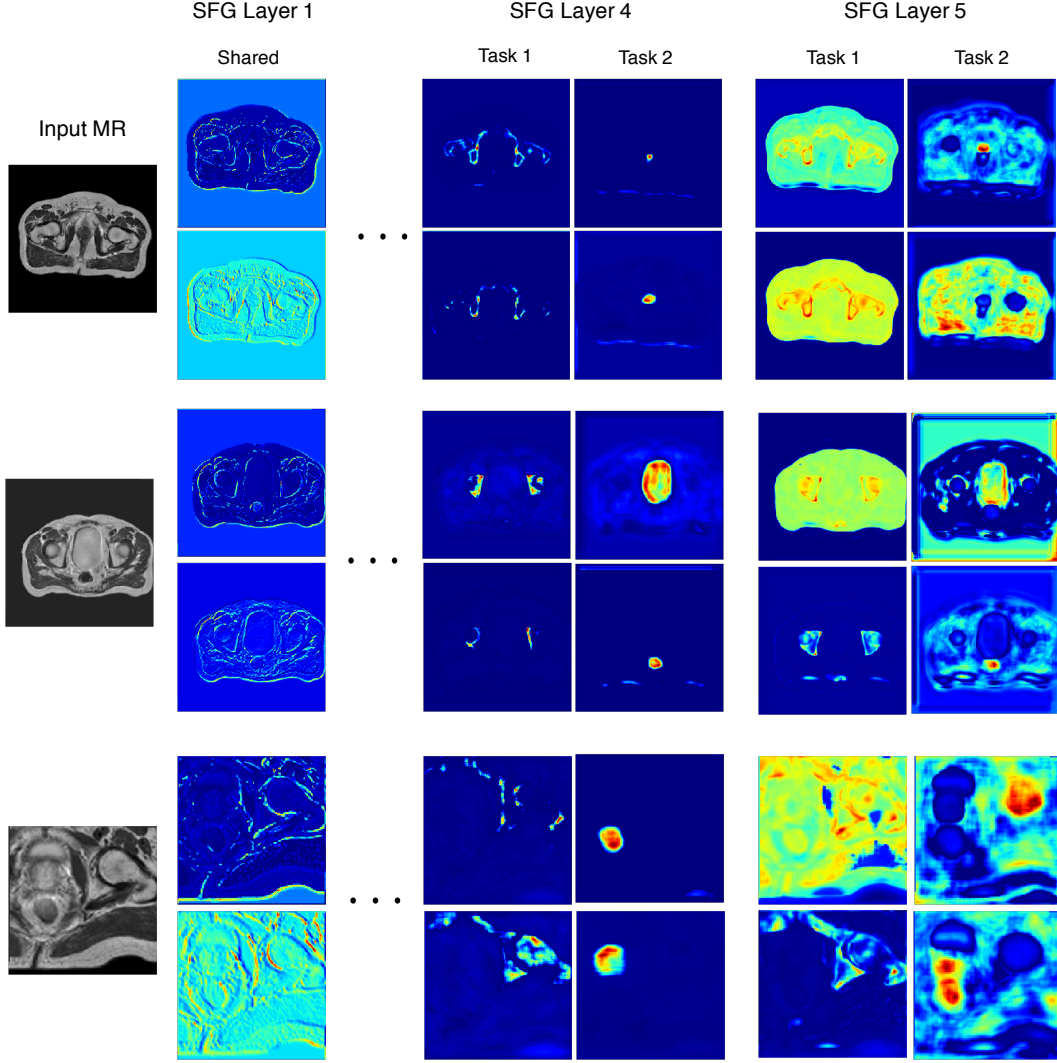 SFG Layer 1 SFG Layer 4 SFG Layer 5
Shared Task 1 Task 2 Task 1 Task 2
Input MR